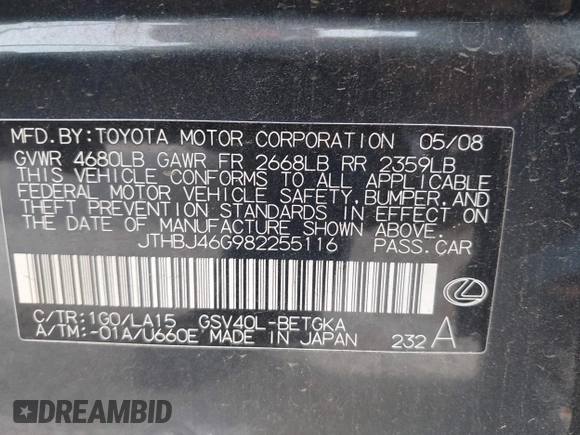 MFD.BY:TOYOTA MOTOR CORPORATION 05/08
GVWR 4680LB GAWR FR 2668LB RR 2359LB
THIS VEHICLE CONFORMS TO ALL APPLICABLE
FEDERAL MOTOR VEHICLE SAFETY,BUMPER,AND
THEFT PREVENTION STANDARDS IN EFFECT ON
THE DATE OF MANUFACTURE SHOWN ABOVE.
JTHBJ46G982255116 PASS.CAR
C/TR:1G0/LA15 GSV40L-BETGKA
A/TM:-01A/U660E MADE IN JAPAN 232 A
DREAMBID